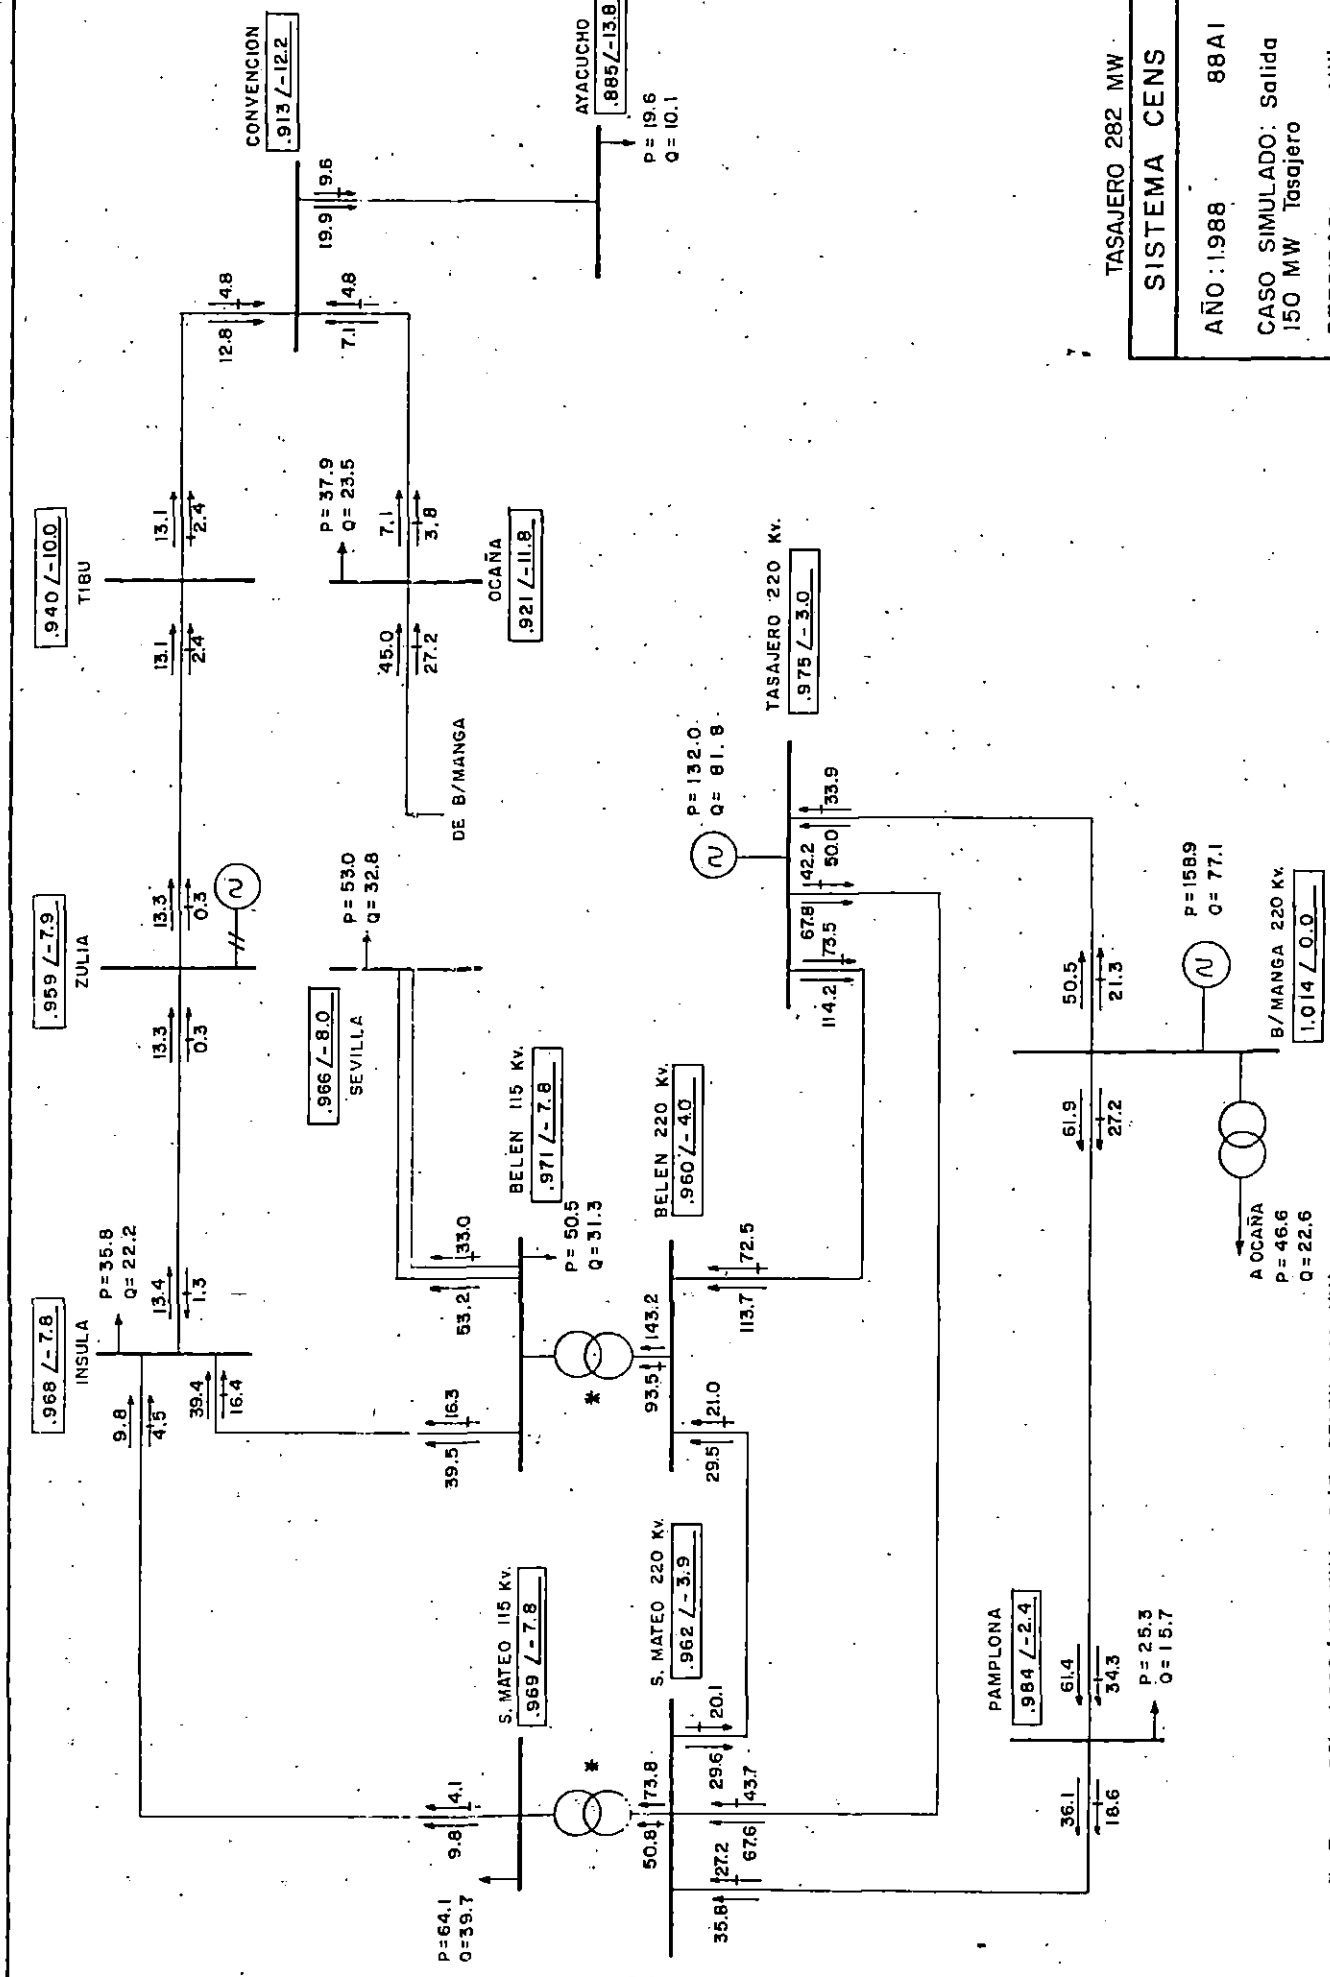 CONVENCION
.913 /-12.2
AYACUCHO
.885/-13.8
P=19.6
Q=10.1
19.9
9.6
12.8
4.8
7.1
4.8
.940 /-10.0
TIBU
13.1
2.4
13.1
2.4
P=37.9
Q=23.5
7.1
3.8
OCAÑA
.921 /-11.8
45.0
27.2
DE B/MANGA
.959 /-7.9
ZULIA
13.3
0.3
13.3
0.3
P=53.0
Q=32.8
.966 /-8.0
SEVILLA
.968 /-7.8
INSULA
P=35.8
Q=22.2
13.4
1.3
9.8
4.5
39.4
16.4
BELEN 115 Kv.
.971 /-7.8
P=50.5
Q=31.3
53.2
33.0
39.5
16.3
*
93.5
143.2
BELEN 220 Kv.
.960 /-4.0
113.7
72.5
29.5
21.0
TASAJERO 220 Kv.
.975 /-3.0
P=132.0
Q=81.8
114.2
73.5
67.8
42.2
50.0
33.9
S. MATEO 115 Kv.
.969 /-7.8
P=64.1
Q=39.7
9.8
4.1
*
50.8
73.8
S. MATEO 220 Kv.
.962 /-3.9
29.6
20.1
67.6
43.7
35.8
27.2
PAMPLONA
.984 /-2.4
61.4
34.3
P=25.3
Q=15.7
36.1
18.6
50.5
21.3
61.9
27.2
P=158.9
Q=77.1
B/MANGA 220 Kv.
1.014 / 0.0
A OCAÑA
P=46.6
Q=22.6
TASAJERO 282 MW
SISTEMA CENS
AÑO:1.988 88A1
CASO SIMULADO: Salida
150 MW Tasajero